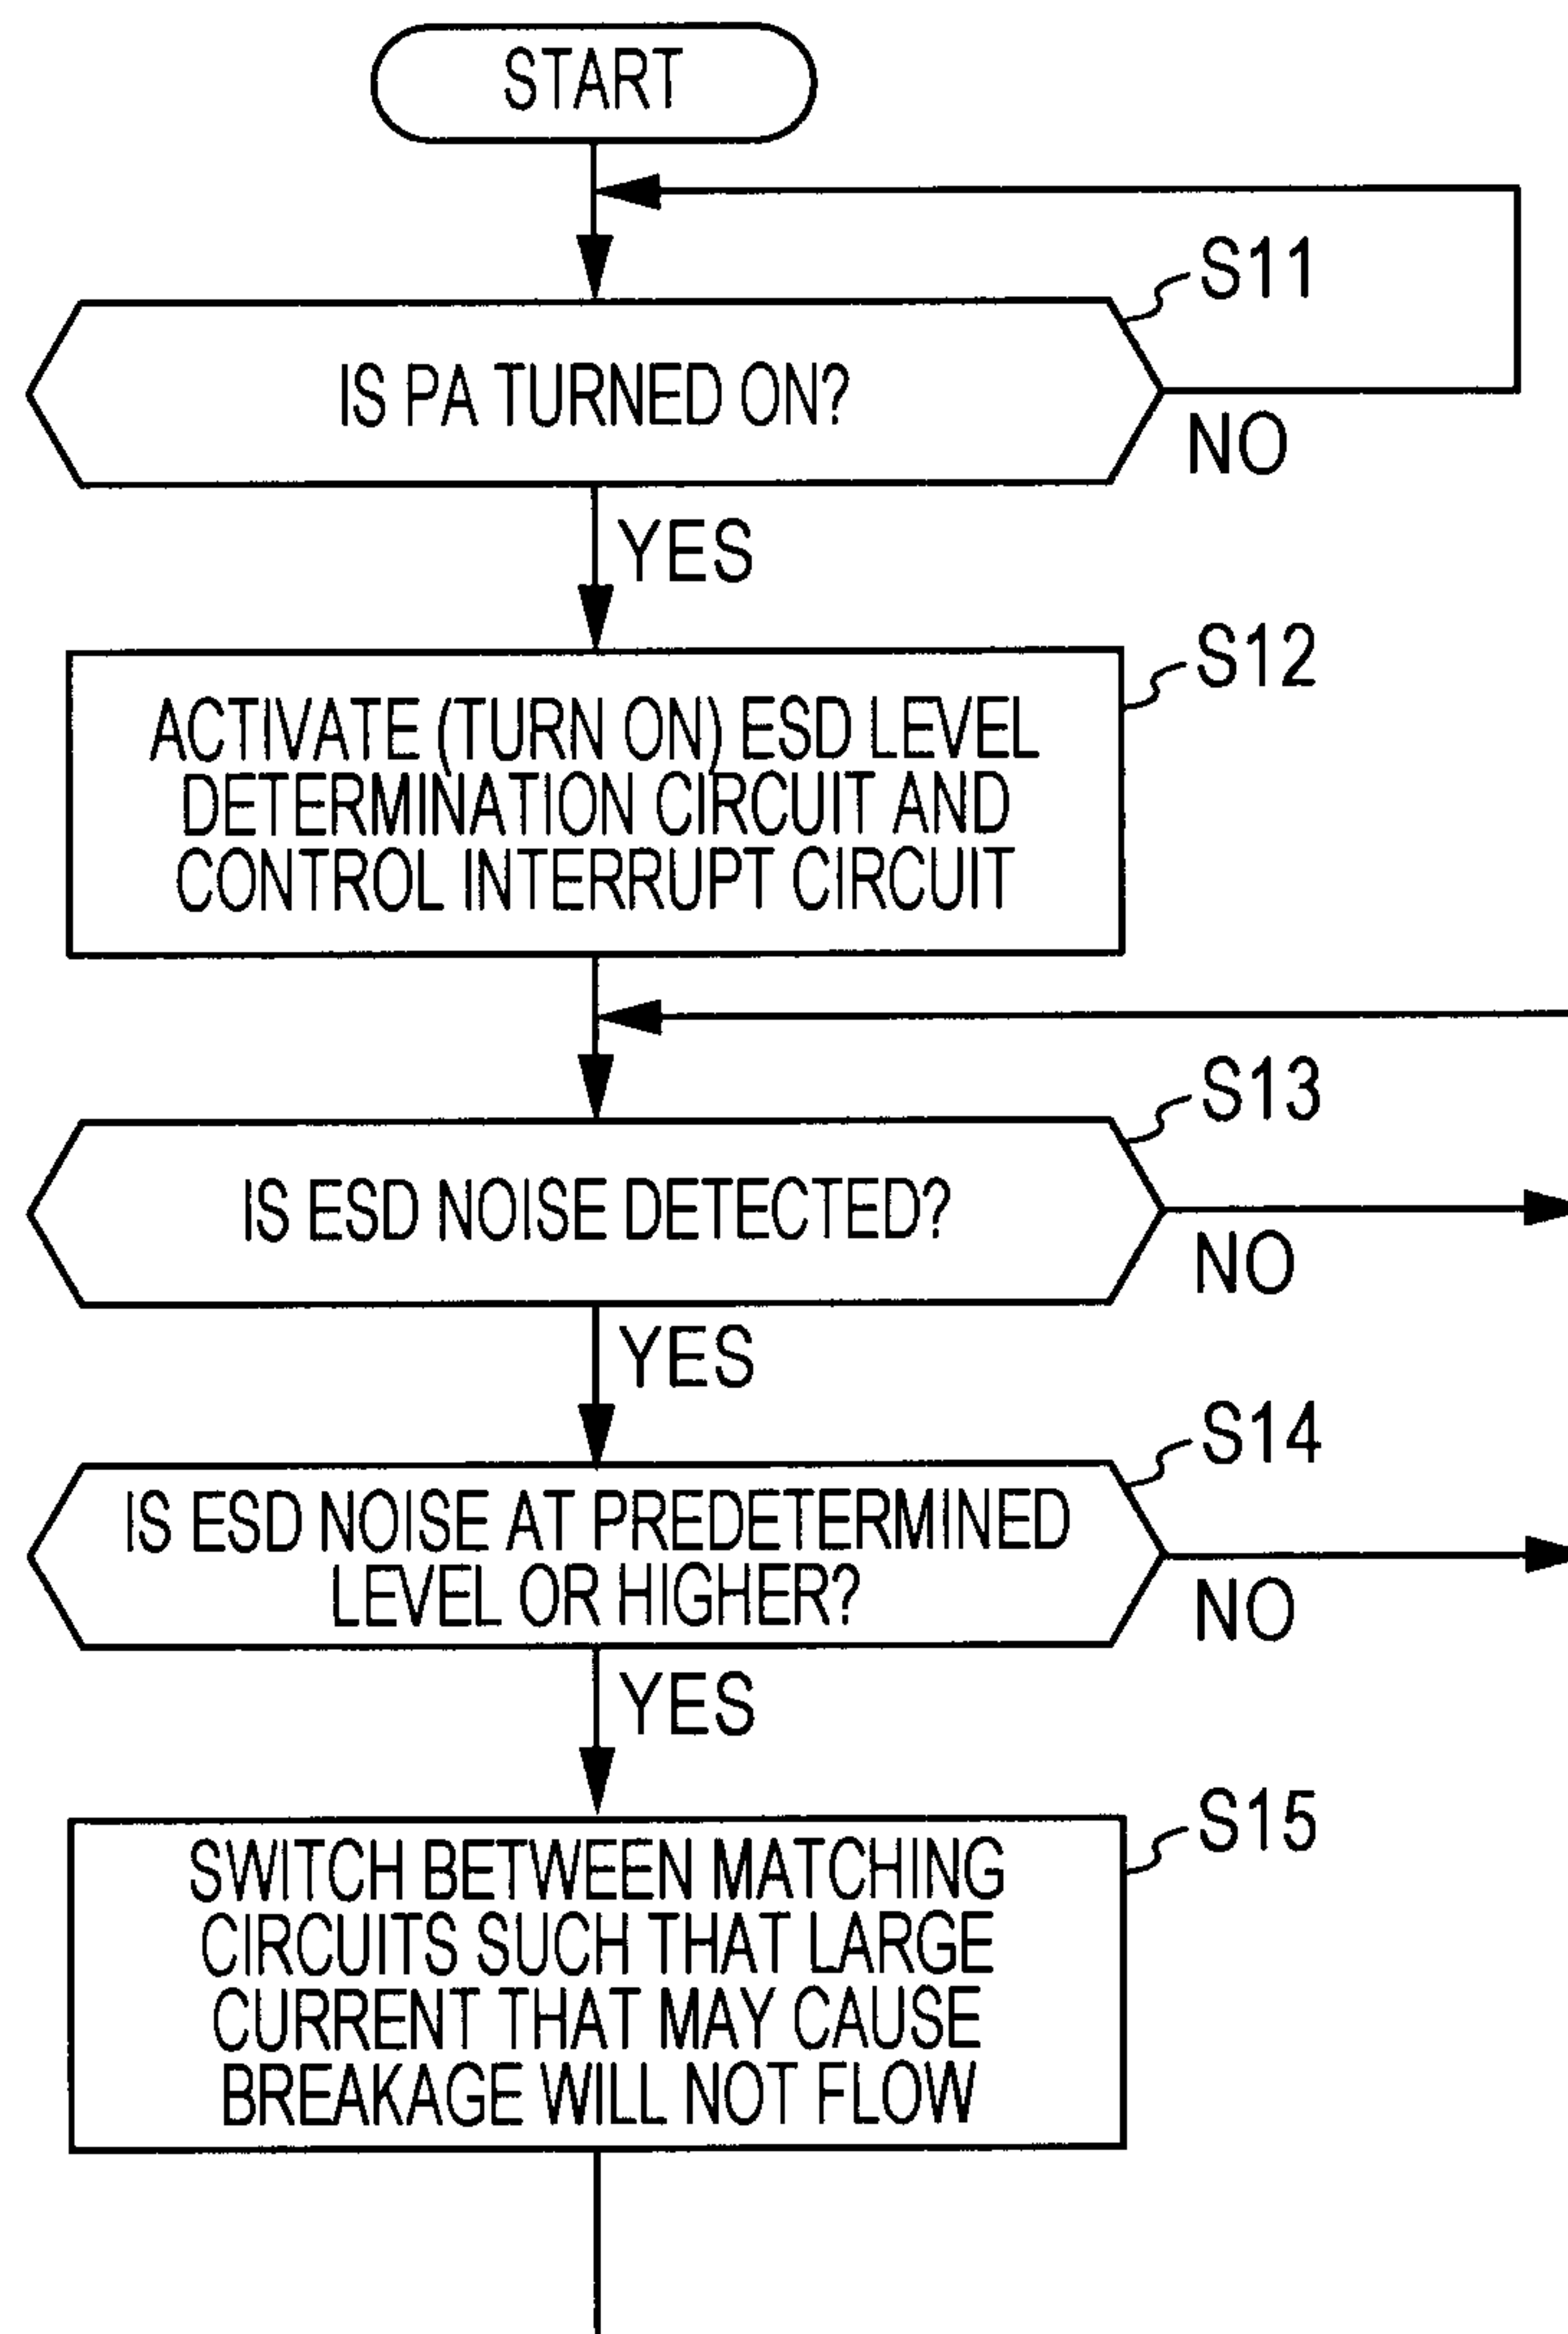 START
S11
IS PA TURNED ON?
NO
YES
S12
ACTIVATE (TURN ON) ESD LEVEL
DETERMINATION CIRCUIT AND
CONTROL INTERRUPT CIRCUIT
S13
IS ESD NOISE DETECTED?
NO
YES
S14
IS ESD NOISE AT PREDETERMINED
LEVEL OR HIGHER?
NO
YES
S15
SWITCH BETWEEN MATCHING
CIRCUITS SUCH THAT LARGE
CURRENT THAT MAY CAUSE
BREAKAGE WILL NOT FLOW